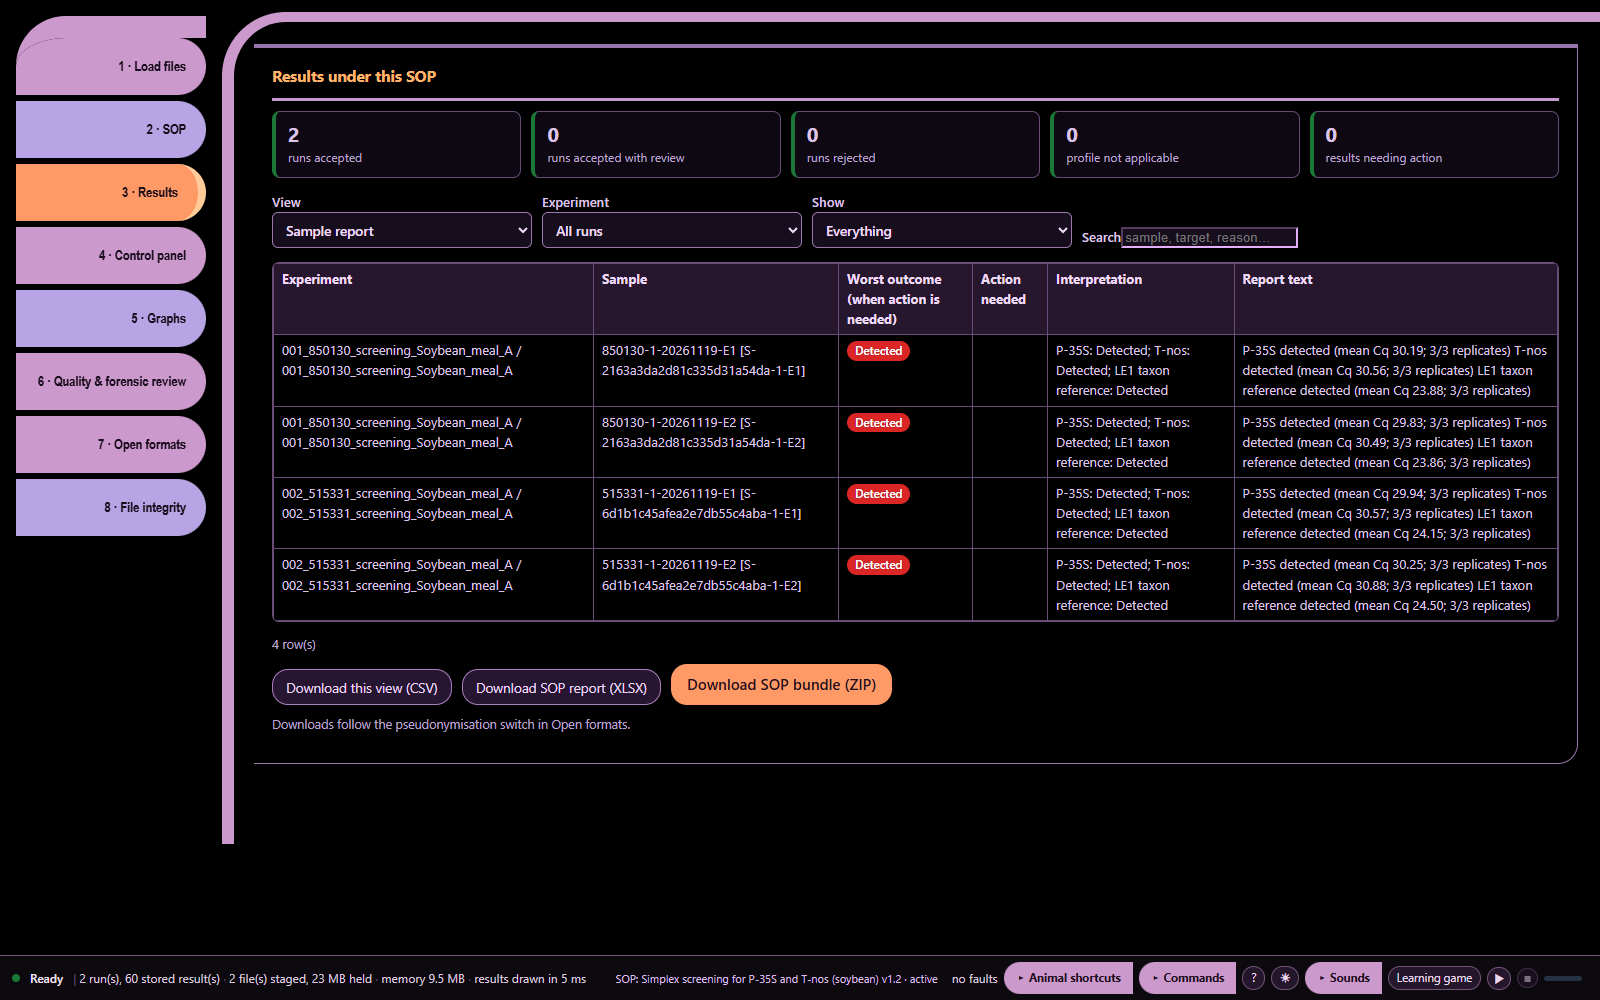 1 · Load files
2 · SOP
3 · Results
4 · Control panel
5 · Graphs
6 · Quality & forensic review
7 · Open formats
8 · File integrity
Results under this SOP
2
runs accepted
0
runs accepted with review
0
runs rejected
0
profile not applicable
0
results needing action
View
Sample report
Experiment
All runs
Show
Everything
Search
sample, target, reason...
Experiment
Sample
Worst outcome
(when action is
needed)
Action
needed
Interpretation
Report text
001_850130_screening_Soybean_meal_A /
001_850130_screening_Soybean_meal_A
850130-1-20261119-E1 [S-
2163a3da2d81c335d31a54da-1-E1]
Detected
P-35S: Detected; T-nos:
Detected; LE1 taxon
reference: Detected
P-35S detected (mean Cq 30.19; 3/3 replicates) T-nos
detected (mean Cq 30.56; 3/3 replicates) LE1 taxon
reference detected (mean Cq 23.88; 3/3 replicates)
001_850130_screening_Soybean_meal_A /
001_850130_screening_Soybean_meal_A
850130-1-20261119-E2 [S-
2163a3da2d81c335d31a54da-1-E2]
Detected
P-35S: Detected; T-nos:
Detected; LE1 taxon
reference: Detected
P-35S detected (mean Cq 29.83; 3/3 replicates) T-nos
detected (mean Cq 30.49; 3/3 replicates) LE1 taxon
reference detected (mean Cq 23.86; 3/3 replicates)
002_515331_screening_Soybean_meal_A /
002_515331_screening_Soybean_meal_A
515331-1-20261119-E1 [S-
6d1b1c45afea2e7db55c4aba-1-E1]
Detected
P-35S: Detected; T-nos:
Detected; LE1 taxon
reference: Detected
P-35S detected (mean Cq 29.94; 3/3 replicates) T-nos
detected (mean Cq 30.57; 3/3 replicates) LE1 taxon
reference detected (mean Cq 24.15; 3/3 replicates)
002_515331_screening_Soybean_meal_A /
002_515331_screening_Soybean_meal_A
515331-1-20261119-E2 [S-
6d1b1c45afea2e7db55c4aba-1-E2]
Detected
P-35S: Detected; T-nos:
Detected; LE1 taxon
reference: Detected
P-35S detected (mean Cq 30.25; 3/3 replicates) T-nos
detected (mean Cq 30.88; 3/3 replicates) LE1 taxon
reference detected (mean Cq 24.50; 3/3 replicates)
4 row(s)
Download this view (CSV)
Download SOP report (XLSX)
Download SOP bundle (ZIP)
Downloads follow the pseudonymisation switch in Open formats.
Ready
2 run(s), 60 stored result(s) · 2 file(s) staged, 23 MB held · memory 9.5 MB · results drawn in 5 ms
SOP: Simplex screening for P-35S and T-nos (soybean) v1.2 · active
no faults
Animal shortcuts
Commands
?
Sounds
Learning game